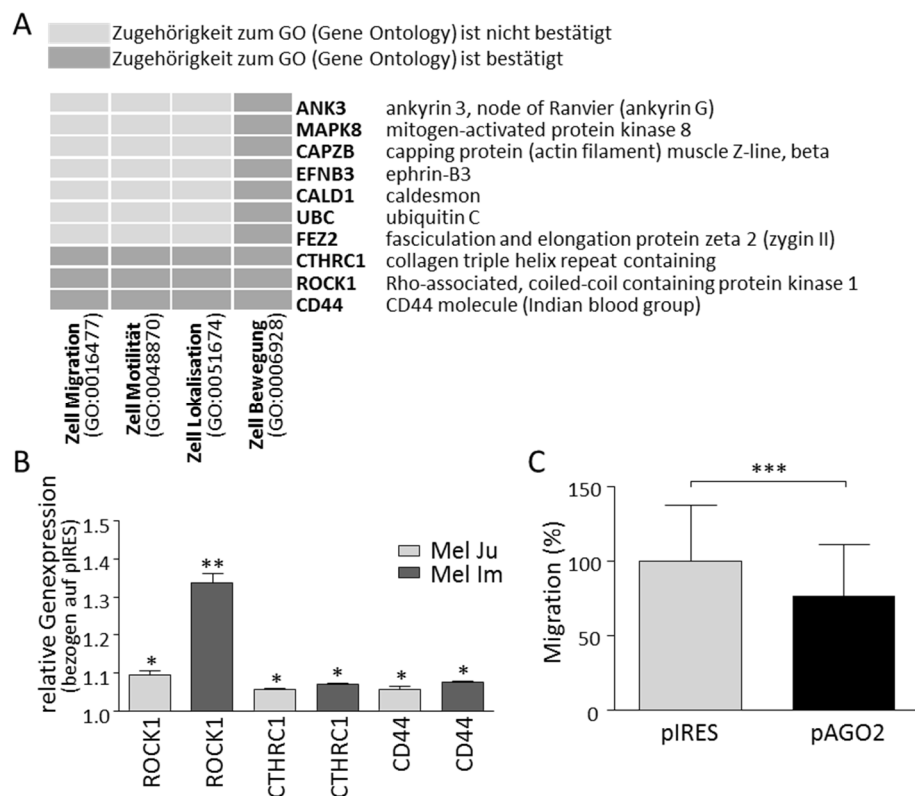 A
Zugehörigkeit zum GO (Gene Ontology) ist nicht bestätigt
Zugehörigkeit zum GO (Gene Ontology) ist bestätigt
ANK3 ankyrin 3, node of Ranvier (ankyrin G)
MAPK8 mitogen-activated protein kinase 8
CAPZB capping protein (actin filament) muscle Z-line, beta
EFNB3 ephrin-B3
CALD1 caldesmon
UBC ubiquitin C
FEZ2 fasciculation and elongation protein zeta 2 (zygin II)
CTHRC1 collagen triple helix repeat containing
ROCK1 Rho-associated, coiled-coil containing protein kinase 1
CD44 CD44 molecule (Indian blood group)
Zell Migration
(GO:0016477)
Zell Motilität
(GO:0048870)
Zell Lokalisation
(GO:0051674)
Zell Bewegung
(GO:0006928)
B
relative Genexpression
(bezogen auf pIRES)
1.5
1.4
1.3
1.2
1.1
1.0
Mel Ju
Mel Im
*
**
*
*
*
*
ROCK1
ROCK1
CTHRC1
CTHRC1
CD44
CD44
C
Migration (%)
150
100
50
0
***
pIRES
pAGO2